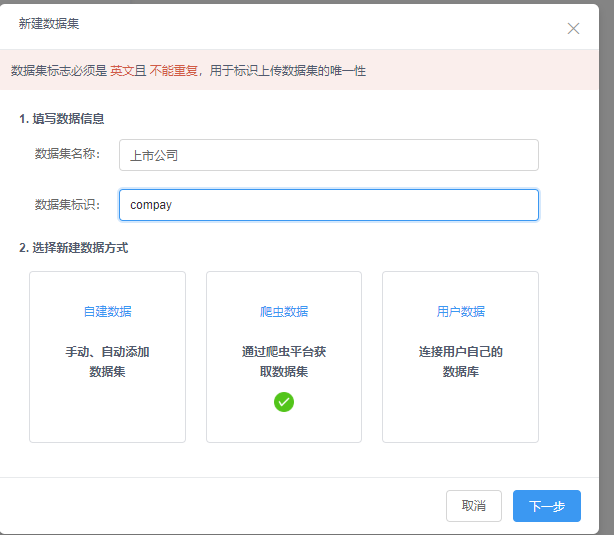 新建数据集
数据集标志必须是 英文且 不能重复，用于标识上传数据集的唯一性
1. 填写数据信息
数据集名称： 上市公司
数据集标识： compay
2. 选择新建数据方式
自建数据
手动、自动添加
数据集
爬虫数据
通过爬虫平台获
取数据集
用户数据
连接用户自己的
数据库
取消 下一步